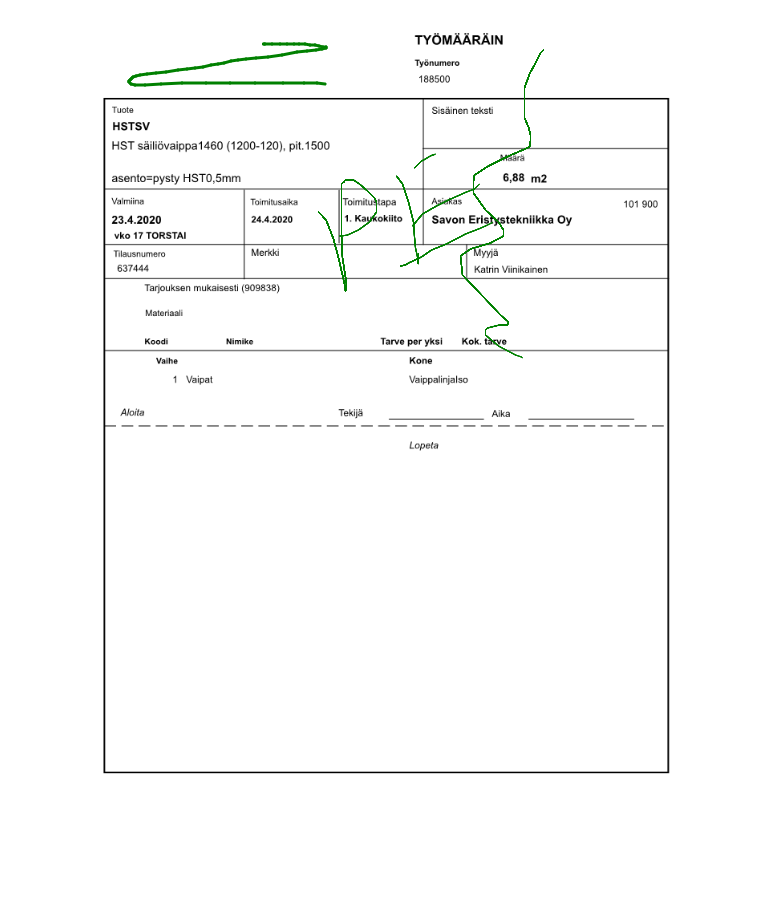 TYÖMÄÄRÄIN
Työnumero
188500
Tuote
HSTSV
HST säiliövaippa1460 (1200-120), pit.1500
asento=pysty HST0,5mm
Sisäinen teksti
Määrä
6,88 m2
Valmiina
23.4.2020
vko 17 TORSTAI
Toimitusaika
24.4.2020
Toimitustapa
1. Kaukokiito
Asiakas 101 900
Savon Eristystekniikka Oy
Tilausnumero
637444
Merkki
Myyjä
Katrin Viinikainen
Tarjouksen mukaisesti (909838)
Materiaali
Koodi Nimike Tarve per yksi Kok. tarve
Vaihe Kone
1 Vaipat Vaippalinjalso
Aloita Tekijä Aika
Lopeta